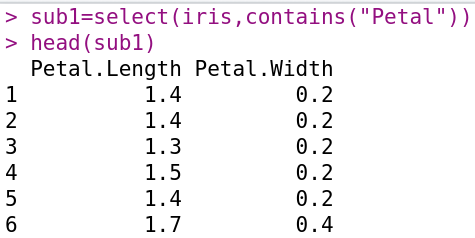 > sub1=select(iris,contains("Petal"))
> head(sub1)
  Petal.Length Petal.Width
1          1.4         0.2
2          1.4         0.2
3          1.3         0.2
4          1.5         0.2
5          1.4         0.2
6          1.7         0.4